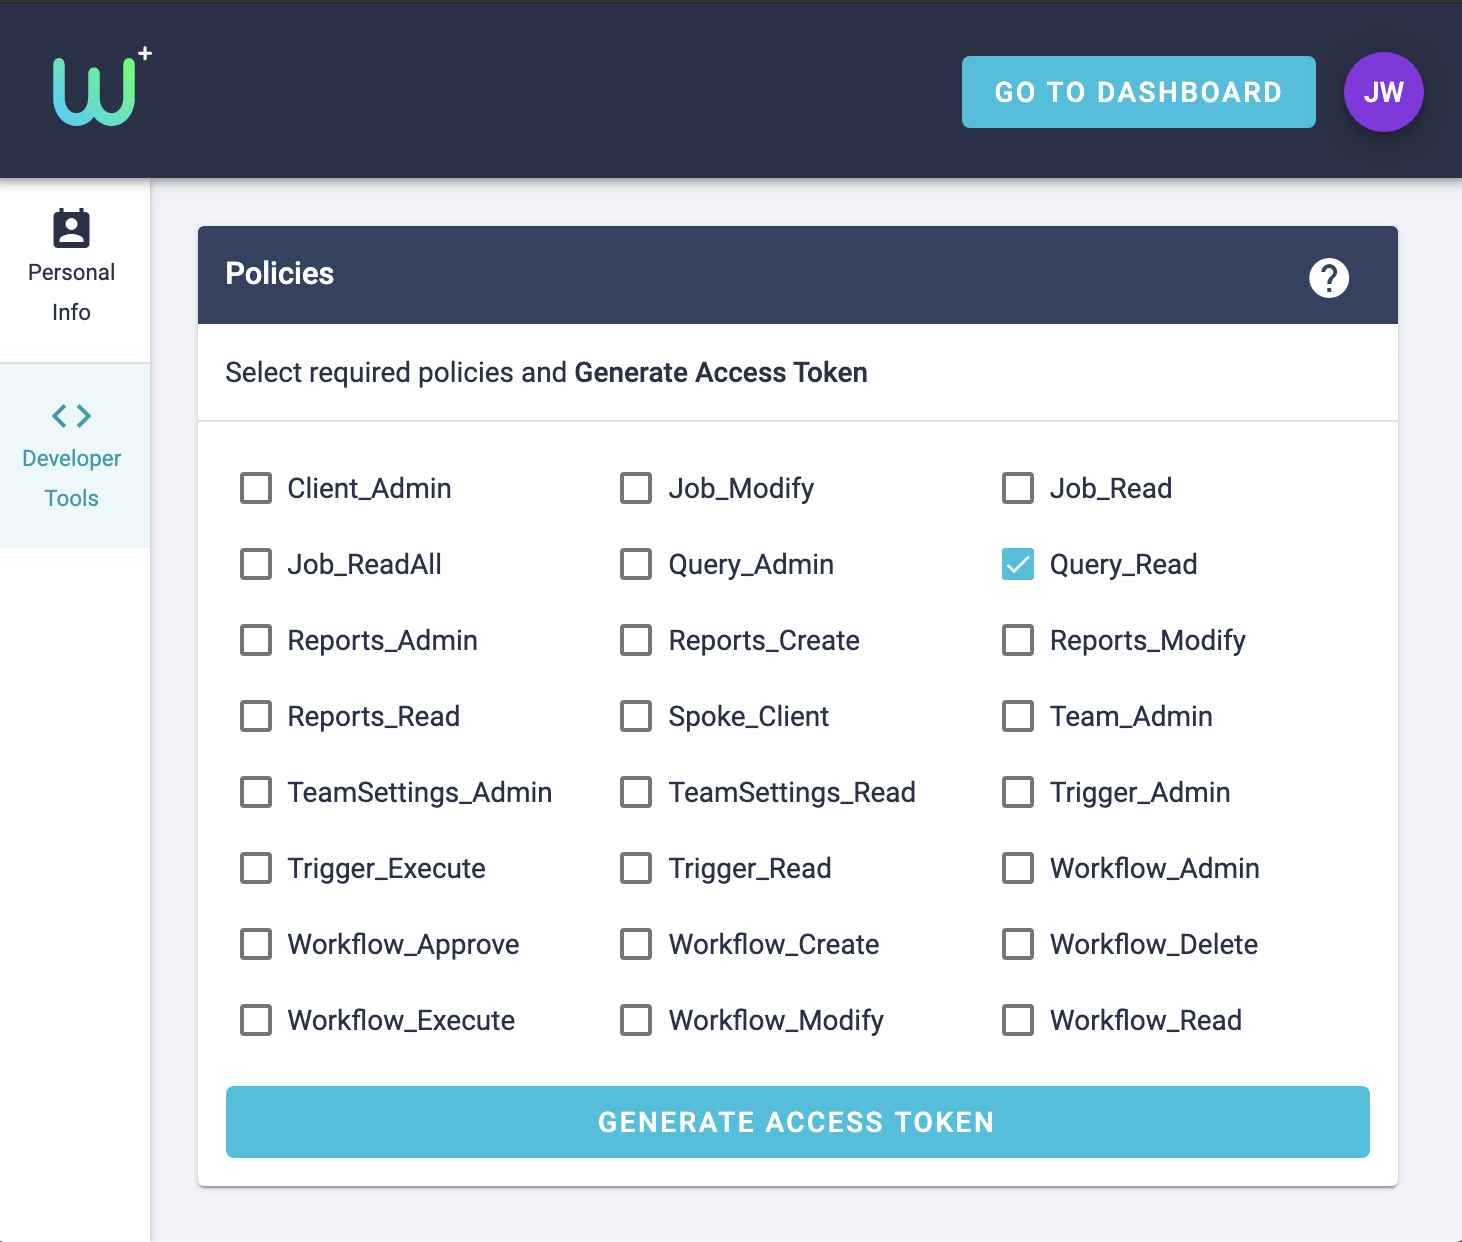 W+
GO TO DASHBOARD
JW
Personal
Info
Developer
Tools
Policies
?
Select required policies and Generate Access Token
Client_Admin Job_Modify Job_Read
Job_ReadAll Query_Admin Query_Read
Reports_Admin Reports_Create Reports_Modify
Reports_Read Spoke_Client Team_Admin
TeamSettings_Admin TeamSettings_Read Trigger_Admin
Trigger_Execute Trigger_Read Workflow_Admin
Workflow_Approve Workflow_Create Workflow_Delete
Workflow_Execute Workflow_Modify Workflow_Read
GENERATE ACCESS TOKEN